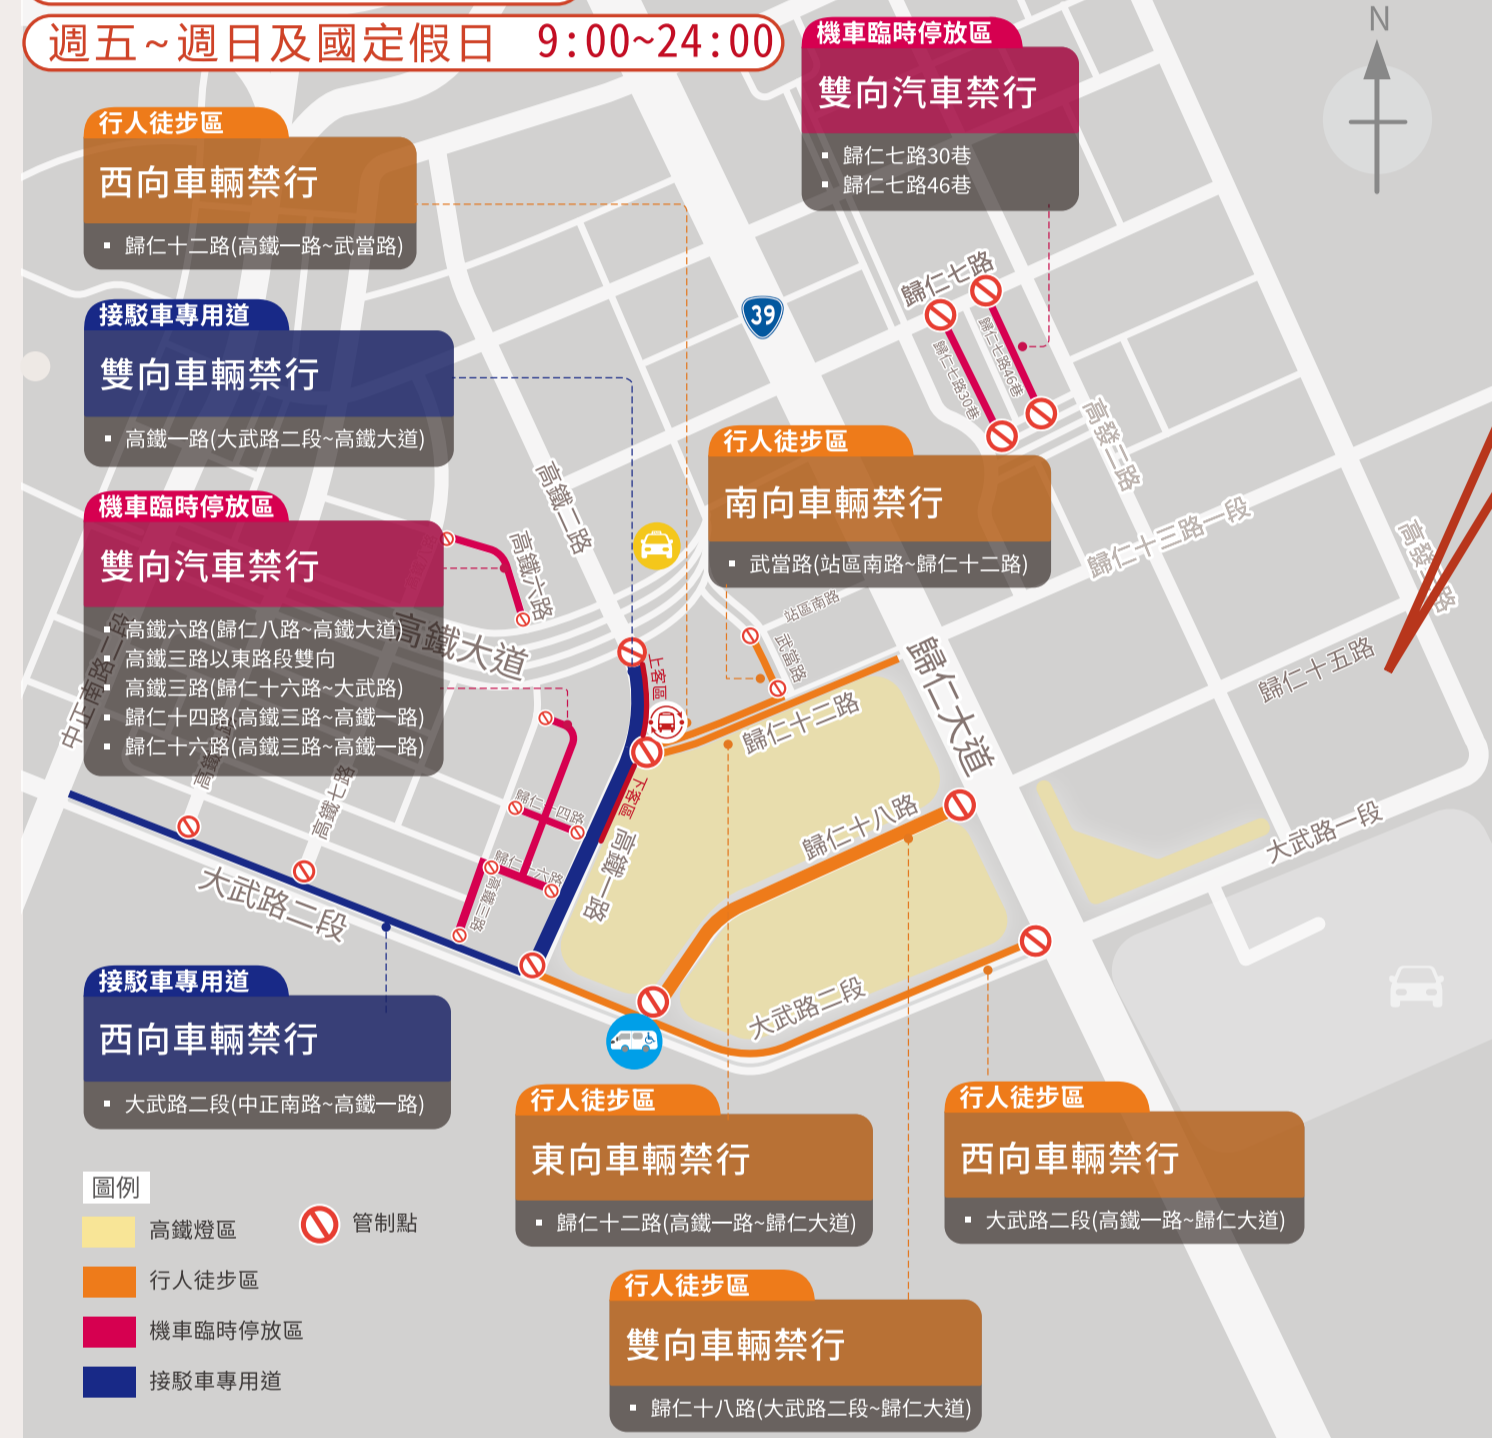 週五~週日及國定假日 9:00~24:00
N
機車臨時停放區
雙向汽車禁行
歸仁七路30巷
歸仁七路46巷
行人徒步區
西向車輛禁行
歸仁十二路(高鐵一路~武當路)
接駁車專用道
雙向車輛禁行
高鐵一路(大武路二段~高鐵大道)
機車臨時停放區
雙向汽車禁行
高鐵六路(歸仁八路~高鐵大道)
高鐵三路以東路段雙向
高鐵三路(歸仁十六路~大武路)
歸仁十四路(高鐵三路~高鐵一路)
歸仁十六路(高鐵三路~高鐵一路)
39
歸仁七路
歸仁七路30巷
歸仁七路46巷
高發二路
行人徒步區
南向車輛禁行
武當路(站區南路~歸仁十二路)
高鐵二路
高鐵六路
高鐵大道
中正南路二段
高鐵七路
上客區
下客區
站區南路
武當路
歸仁十二路
歸仁大道
歸仁十三路一段
歸仁十五路
歸仁十八路
大武路一段
高鐵一路
高鐵三路
大武路二段
大武路二段
接駁車專用道
西向車輛禁行
大武路二段(中正南路~高鐵一路)
行人徒步區
東向車輛禁行
歸仁十二路(高鐵一路~歸仁大道)
行人徒步區
西向車輛禁行
大武路二段(高鐵一路~歸仁大道)
行人徒步區
雙向車輛禁行
歸仁十八路(大武路二段~歸仁大道)
圖例
高鐵燈區
管制點
行人徒步區
機車臨時停放區
接駁車專用道